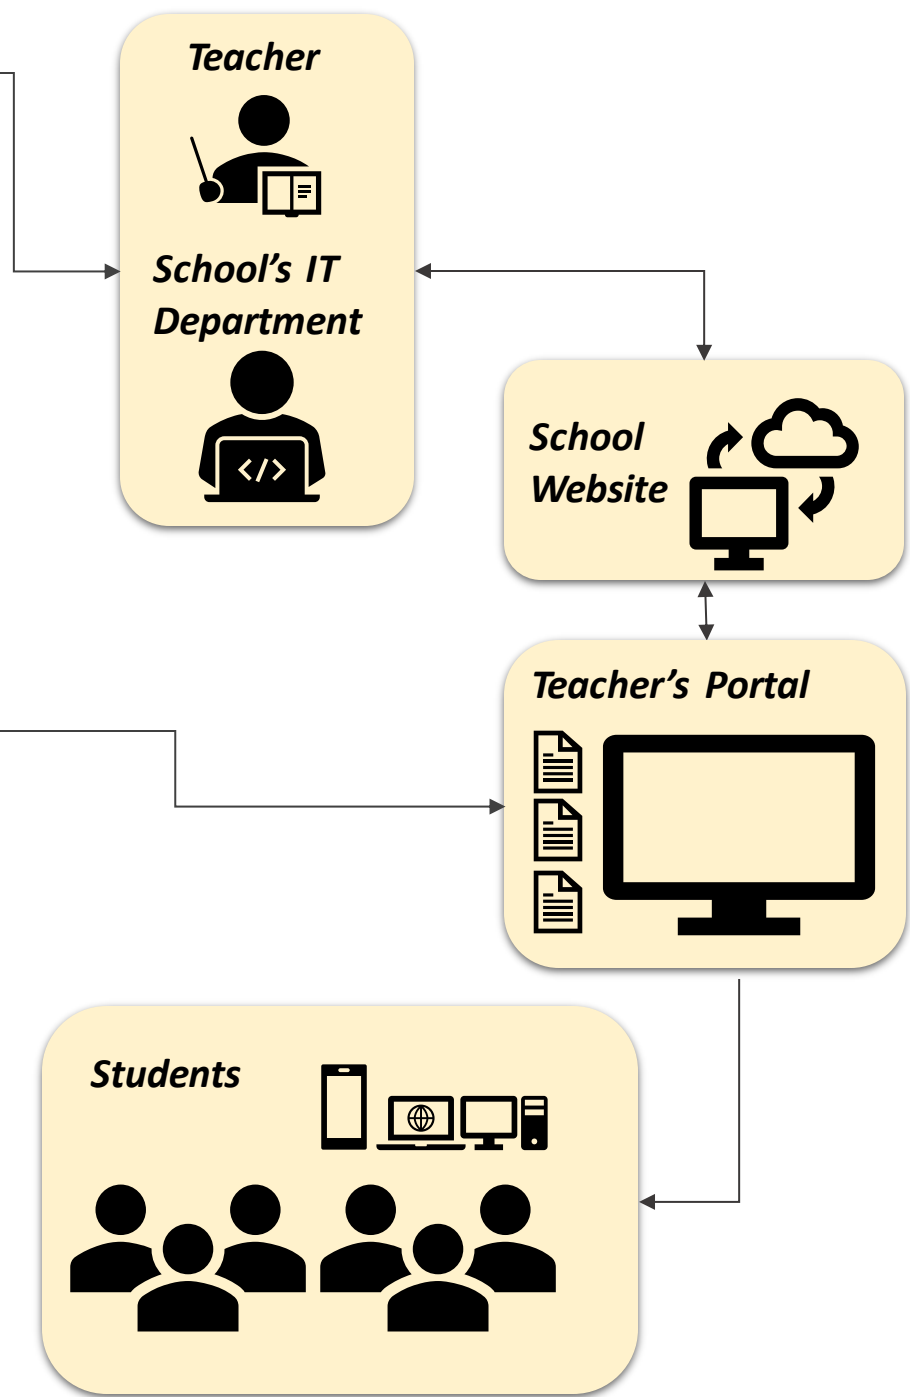 Teacher
School’s IT
Department
</>
School
Website
Teacher’s Portal
Students